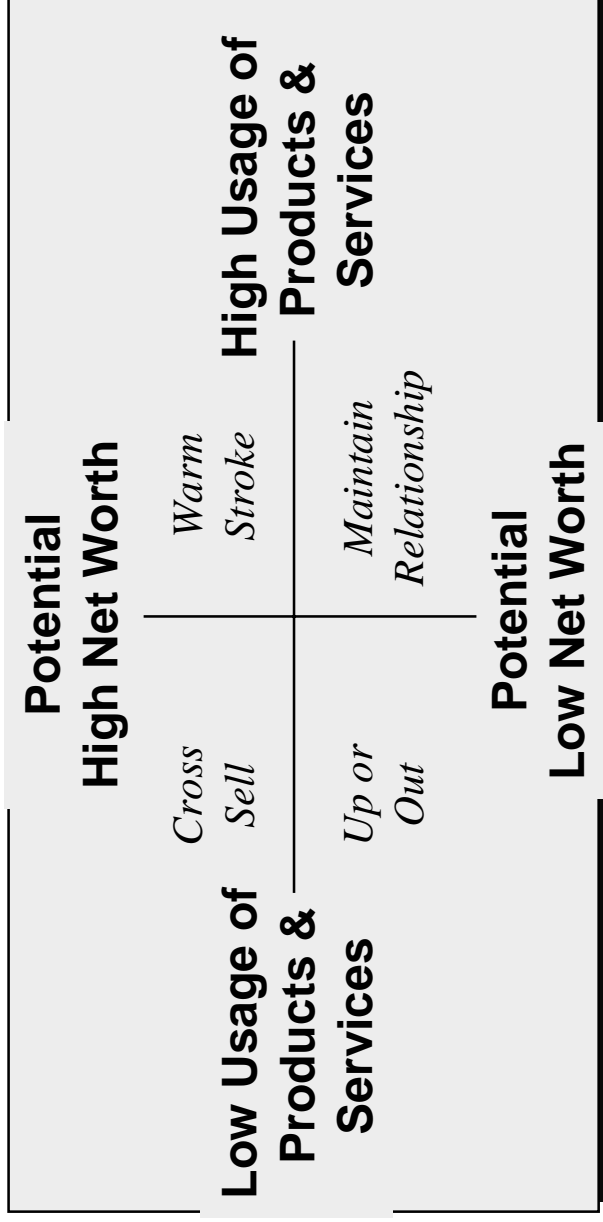 Potential
High Net Worth
Cross
Sell
Warm
Stroke
Low Usage of
Products &
Services
High Usage of
Products &
Services
Up or
Out
Maintain
Relationship
Potential
Low Net Worth